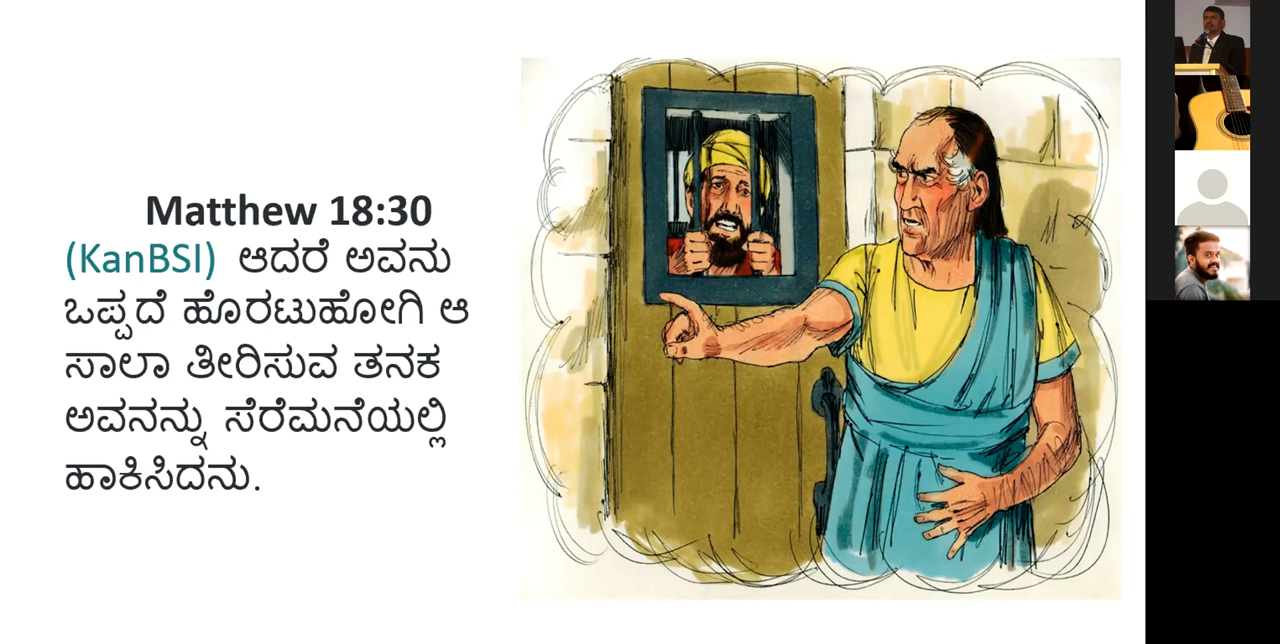 Matthew 18:30
(KanBSI) ಆದರೆ ಅವನು
ಒಪ್ಪದೆ ಹೊರಟುಹೋಗಿ ಆ
ಸಾಲಾ ತೀರಿಸುವ ತನಕ
ಅವನನ್ನು ಸೆರೆಮನೆಯಲ್ಲಿ
ಹಾಕಿಸಿದನು.